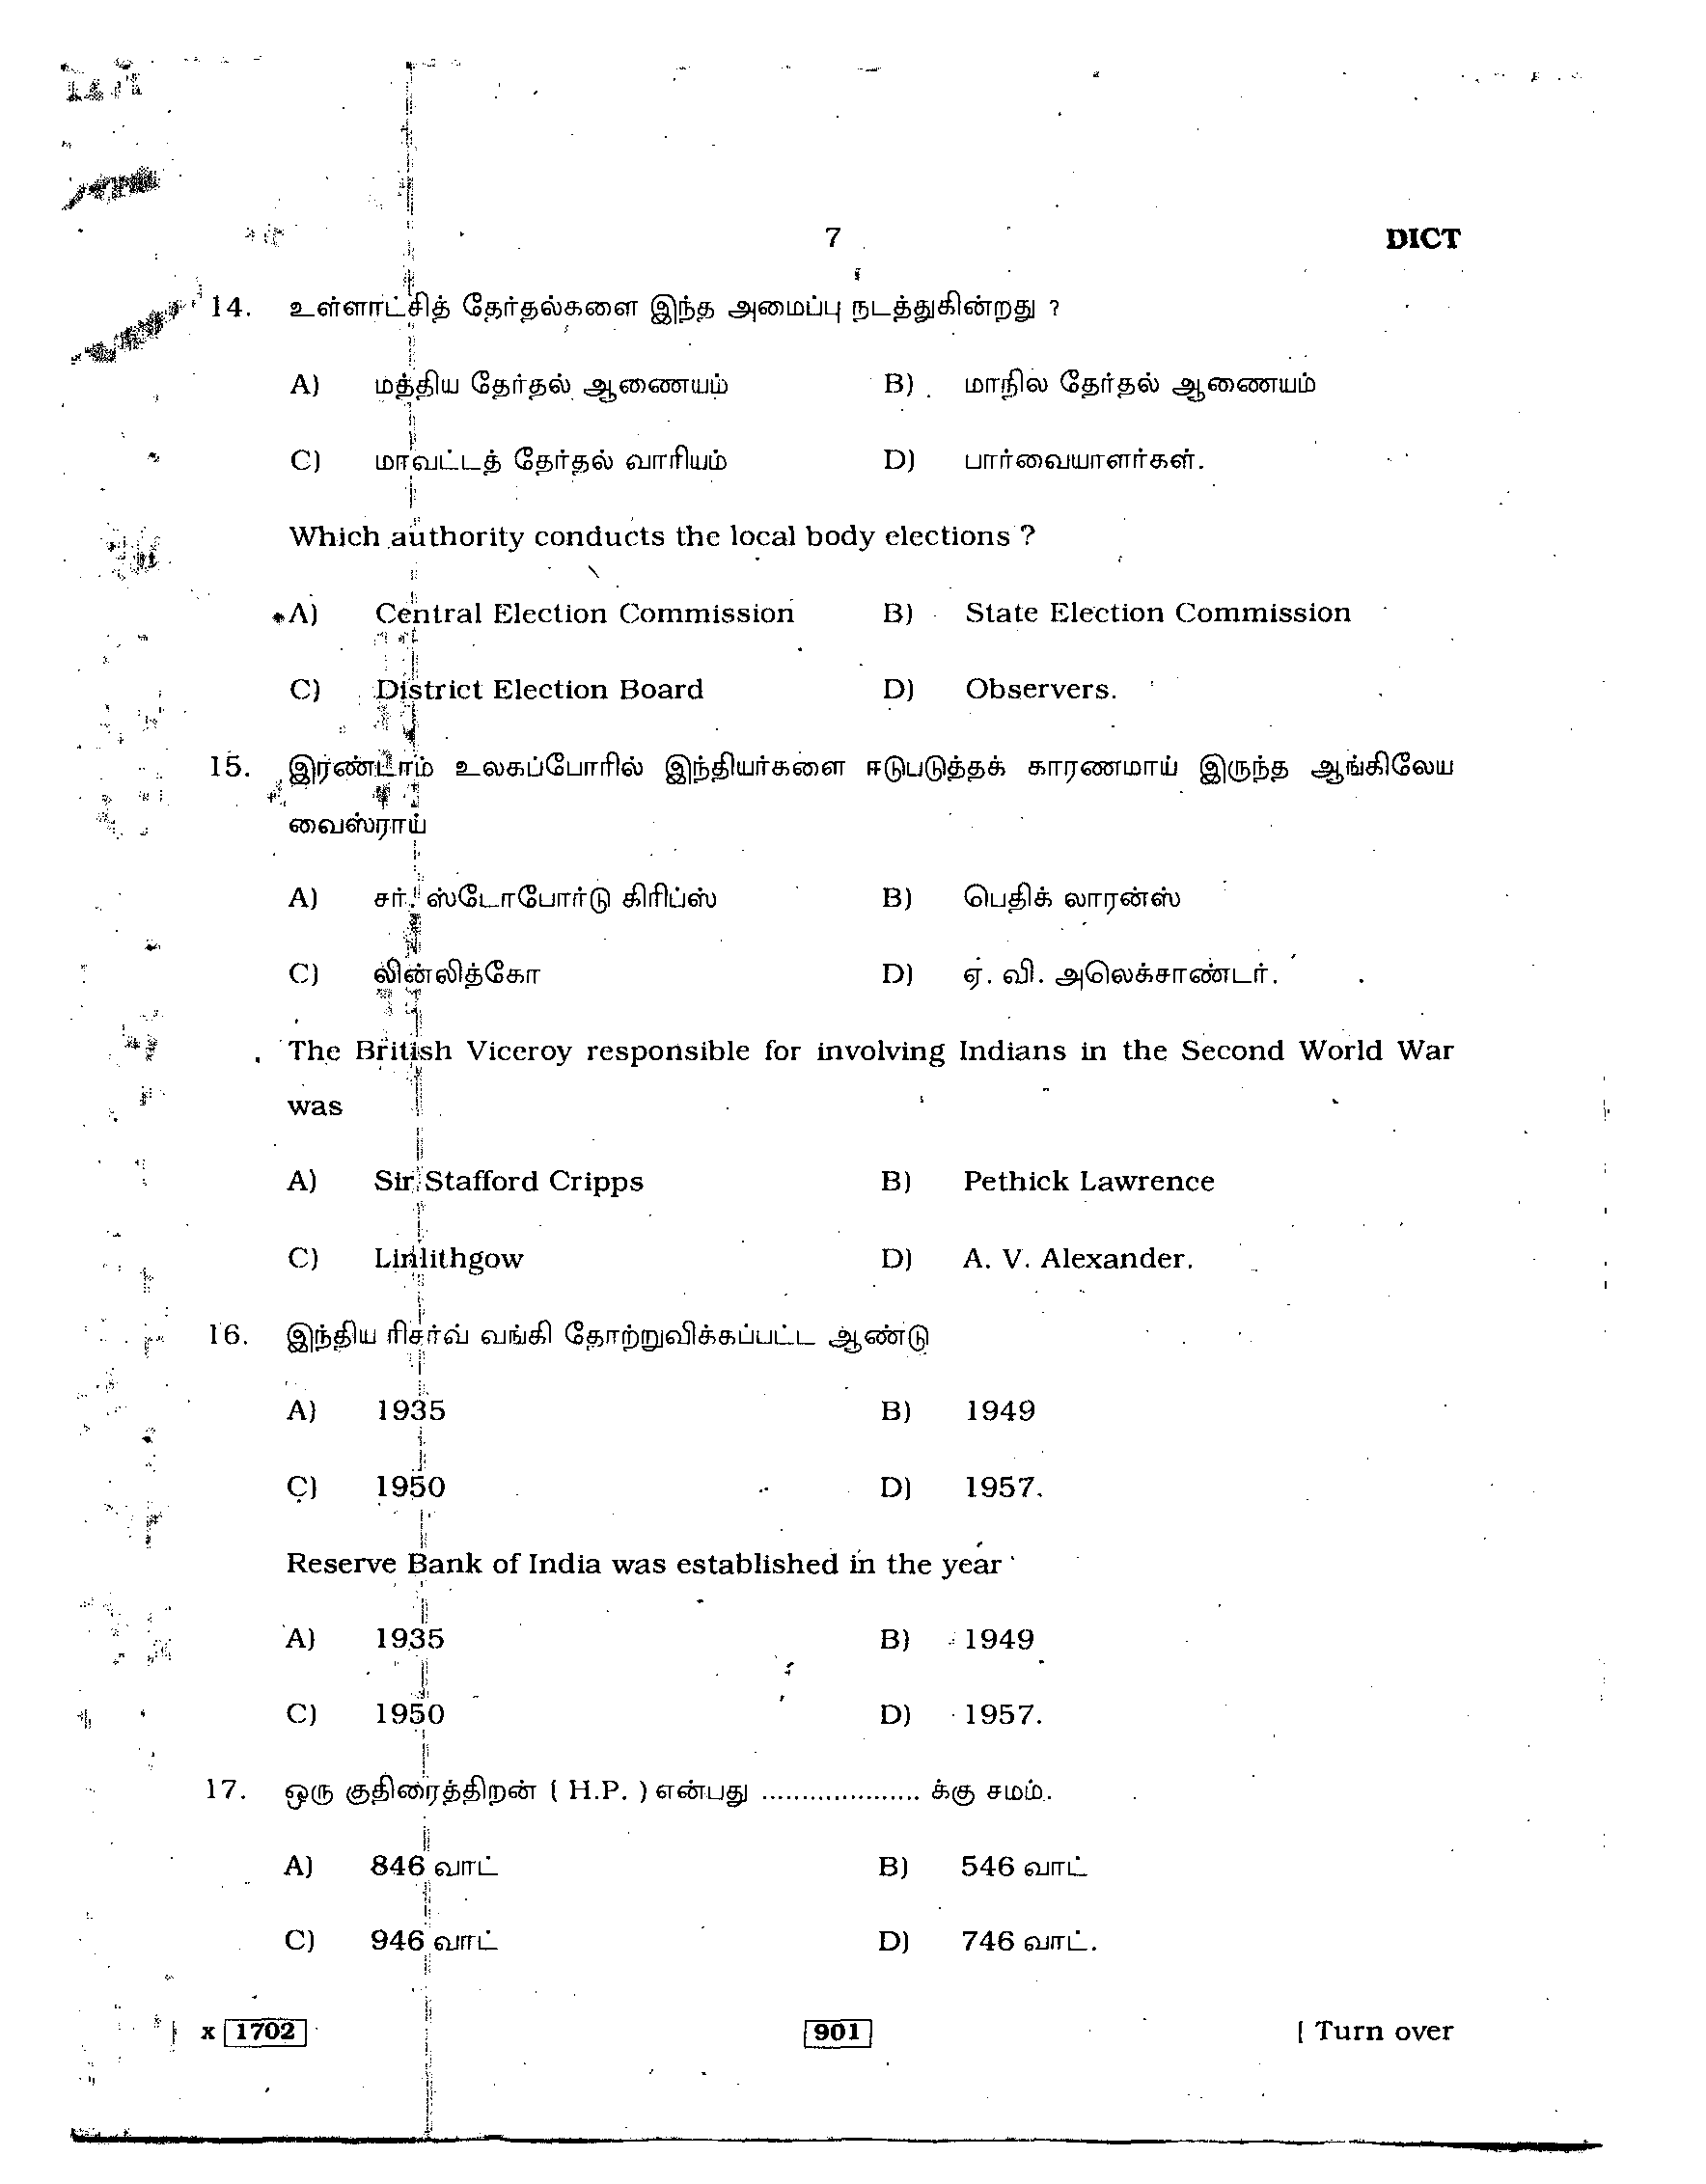 7 DICT
14. உள்ளாட்சித் தேர்தல்களை இந்த அமைப்பு நடத்துகின்றது ?
A) மத்திய தேர்தல் ஆணையம் B) மாநில தேர்தல் ஆணையம்
C) மாவட்டத் தேர்தல் வாரியம் D) பார்வையாளர்கள்.
Which authority conducts the local body elections ?
A) Central Election Commission B) State Election Commission
C) District Election Board D) Observers.
15. இரண்டாம் உலகப்போரில் இந்தியர்களை ஈடுபடுத்தக் காரணமாய் இருந்த ஆங்கிலேய
வைஸ்ராய்
A) சர். ஸ்டோபோர்டு கிரிப்ஸ் B) பெதிக் லாரன்ஸ்
C) லின்லித்கோ D) ஏ. வி. அலெக்சாண்டர்.
The British Viceroy responsible for involving Indians in the Second World War
was
A) Sir Stafford Cripps B) Pethick Lawrence
C) Linlithgow D) A. V. Alexander.
16. இந்திய ரிசர்வ் வங்கி தோற்றுவிக்கப்பட்ட ஆண்டு
A) 1935 B) 1949
C) 1950 D) 1957.
Reserve Bank of India was established in the year
A) 1935 B) 1949
C) 1950 D) 1957.
17. ஒரு குதிரைத்திறன் ( H.P. ) என்பது ................... க்கு சமம்.
A) 846 வாட் B) 546 வாட்
C) 946 வாட் D) 746 வாட்.
x 1702 901 [ Turn over